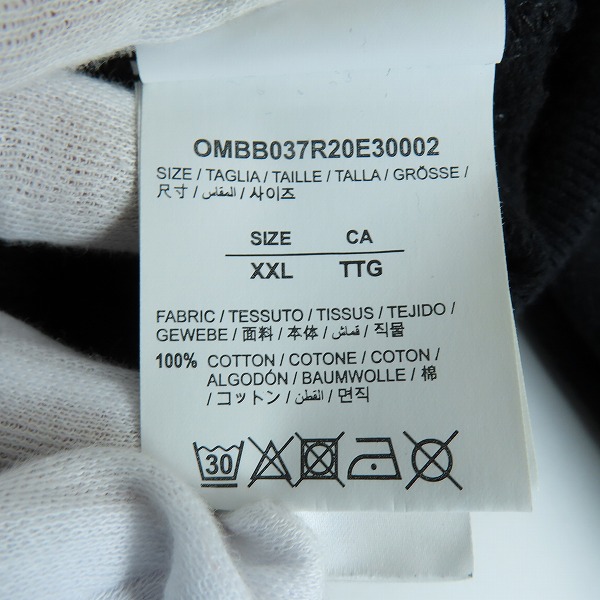 OMBB037R20E30002
SIZE / TAGLIA / TAILLE / TALLA / GRÖSSE /
尺寸 / المقاس / 사이즈
SIZE CA
XXL TTG
FABRIC / TESSUTO / TISSUS / TEJIDO /
GEWEBE / 面料 / 本体 / قماش / 직물
100% COTTON / COTONE / COTON /
ALGODÓN / BAUMWOLLE / 棉
/ コットン / القطن / 면직
30